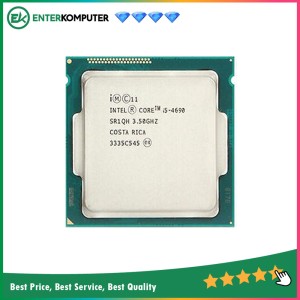 EK ENTERKOMPUTER
i Ⓜ Ⓒ 11
INTEL® CORE™ i5-4690
SR1QH 3.50GHZ
COSTA RICA
3335C545 e4
Best Price, Best Service, Best Quality